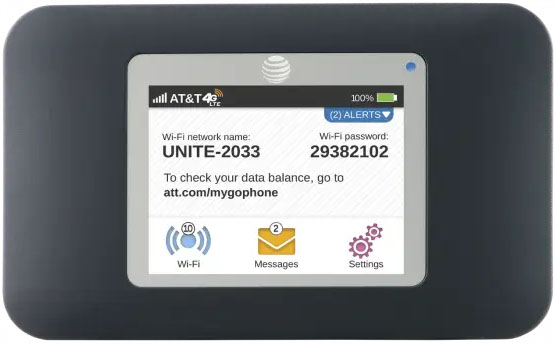 AT&T 4G LTE 100%
(2) ALERTS
Wi-Fi network name: Wi-Fi password:
UNITE-2033 29382102
To check your data balance, go to
att.com/mygophone
10 2
Wi-Fi Messages Settings